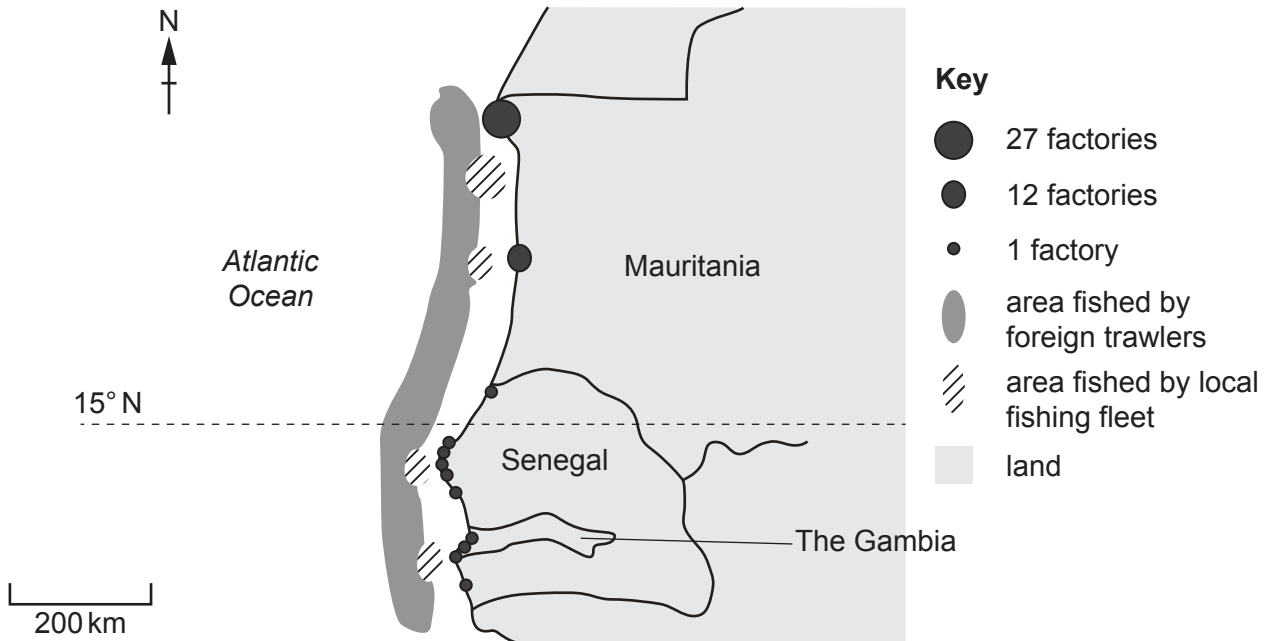 N
Key
27 factories
12 factories
1 factory
area fished by
foreign trawlers
area fished by local
fishing fleet
land
Atlantic
Ocean
Mauritania
15° N
Senegal
The Gambia
200 km